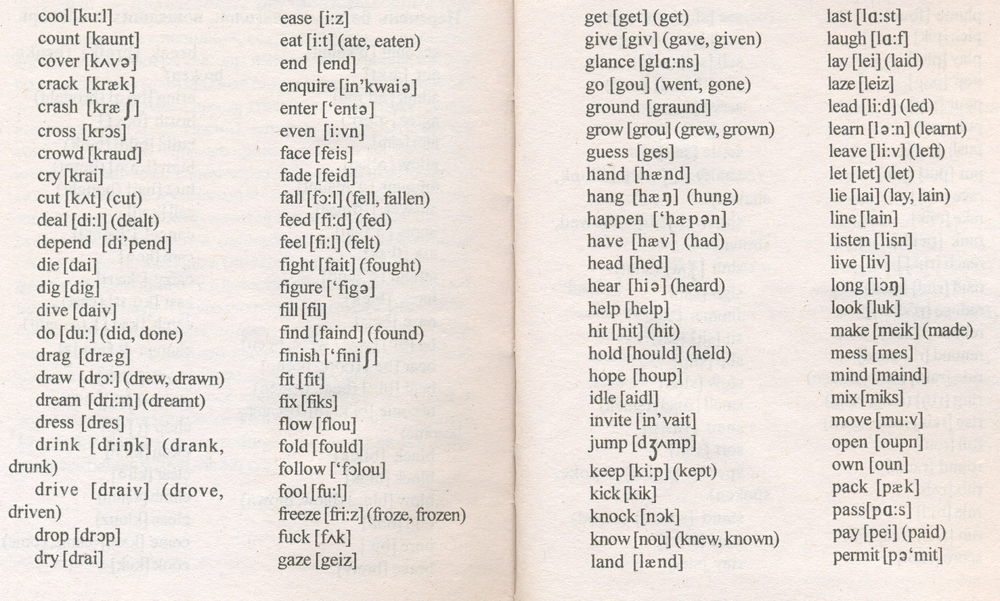 cool [ku:l]
count [kaunt]
cover [kʌvə]
crack [kræk]
crash [kræʃ]
cross [krɔs]
crowd [kraud]
cry [krai]
cut [kʌt] (cut)
deal [di:l] (dealt)
depend [di’pend]
die [dai]
dig [dig]
dive [daiv]
do [du:] (did, done)
drag [dræg]
draw [drɔ:] (drew, drawn)
dream [dri:m] (dreamt)
dress [dres]
drink [driŋk] (drank,
drunk)
drive [draiv] (drove,
driven)
drop [drɔp]
dry [drai]
ease [i:z]
eat [i:t] (ate, eaten)
end [end]
enquire [in’kwaiə]
enter [‘entə]
even [i:vn]
face [feis]
fade [feid]
fall [fɔ:l] (fell, fallen)
feed [fi:d] (fed)
feel [fi:l] (felt)
fight [fait] (fought)
figure [‘figə]
fill [fil]
find [faind] (found)
finish [‘finiʃ]
fit [fit]
fix [fiks]
flow [flou]
fold [fould]
follow [‘fɔlou]
fool [fu:l]
freeze [fri:z] (froze, frozen)
fuck [fʌk]
gaze [geiz]
get [get] (get)
give [giv] (gave, given)
glance [glɑ:ns]
go [gou] (went, gone)
ground [graund]
grow [grou] (grew, grown)
guess [ges]
hand [hænd]
hang [hæŋ] (hung)
happen [‘hæpən]
have [hæv] (had)
head [hed]
hear [hiə] (heard)
help [help]
hit [hit] (hit)
hold [hould] (held)
hope [houp]
idle [aidl]
invite [in’vait]
jump [dʒʌmp]
keep [ki:p] (kept)
kick [kik]
knock [nɔk]
know [nou] (knew, known)
land [lænd]
last [lɑ:st]
laugh [lɑ:f]
lay [lei] (laid)
laze [leiz]
lead [li:d] (led)
learn [lə:n] (learnt)
leave [li:v] (left)
let [let] (let)
lie [lai] (lay, lain)
line [lain]
listen [lisn]
live [liv]
long [lɔŋ]
look [luk]
make [meik] (made)
mess [mes]
mind [maind]
mix [miks]
move [mu:v]
open [oupn]
own [oun]
pack [pæk]
pass[pɑ:s]
pay [pei] (paid)
permit [pə‘mit]